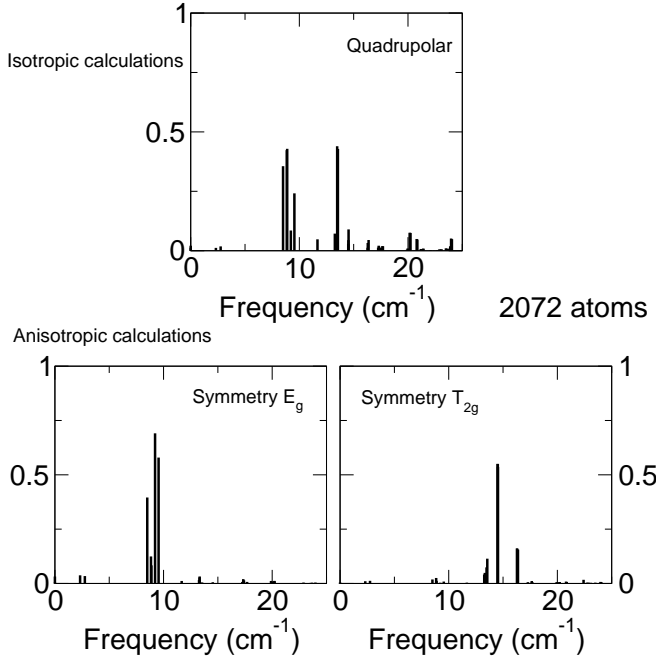 1
Isotropic calculations
Quadrupolar
0.5
0
0 10 20
Frequency (cm⁻¹)
2072 atoms
Anisotropic calculations
1 1
Symmetry E_g Symmetry T_2g
0.5 0.5
0 0
0 10 20 0 10 20
Frequency (cm⁻¹) Frequency (cm⁻¹)